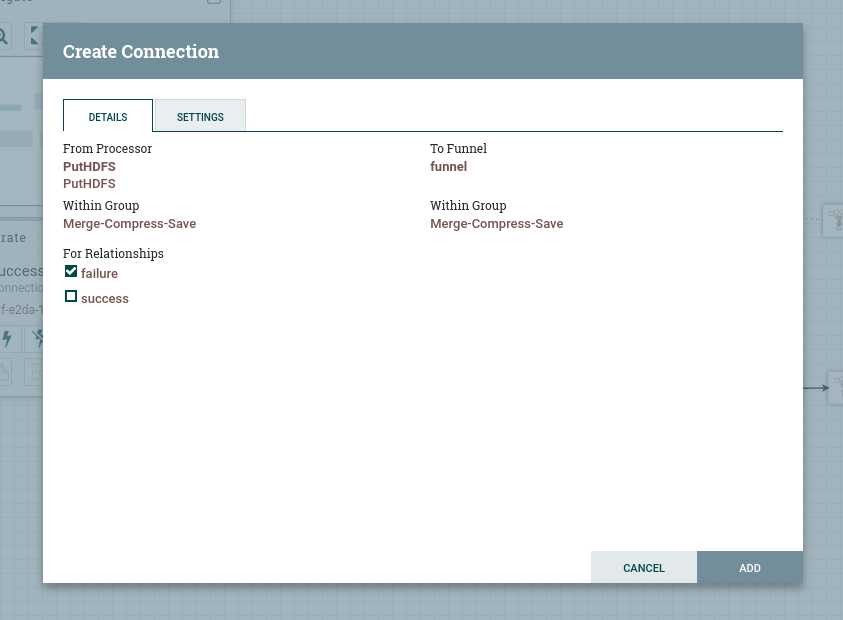 Create Connection
DETAILS
SETTINGS
From Processor
PutHDFS
PutHDFS
Within Group
Merge-Compress-Save
To Funnel
funnel
Within Group
Merge-Compress-Save
For Relationships
failure
success
rate
uccess
onnectio
f-e2da-1
CANCEL
ADD